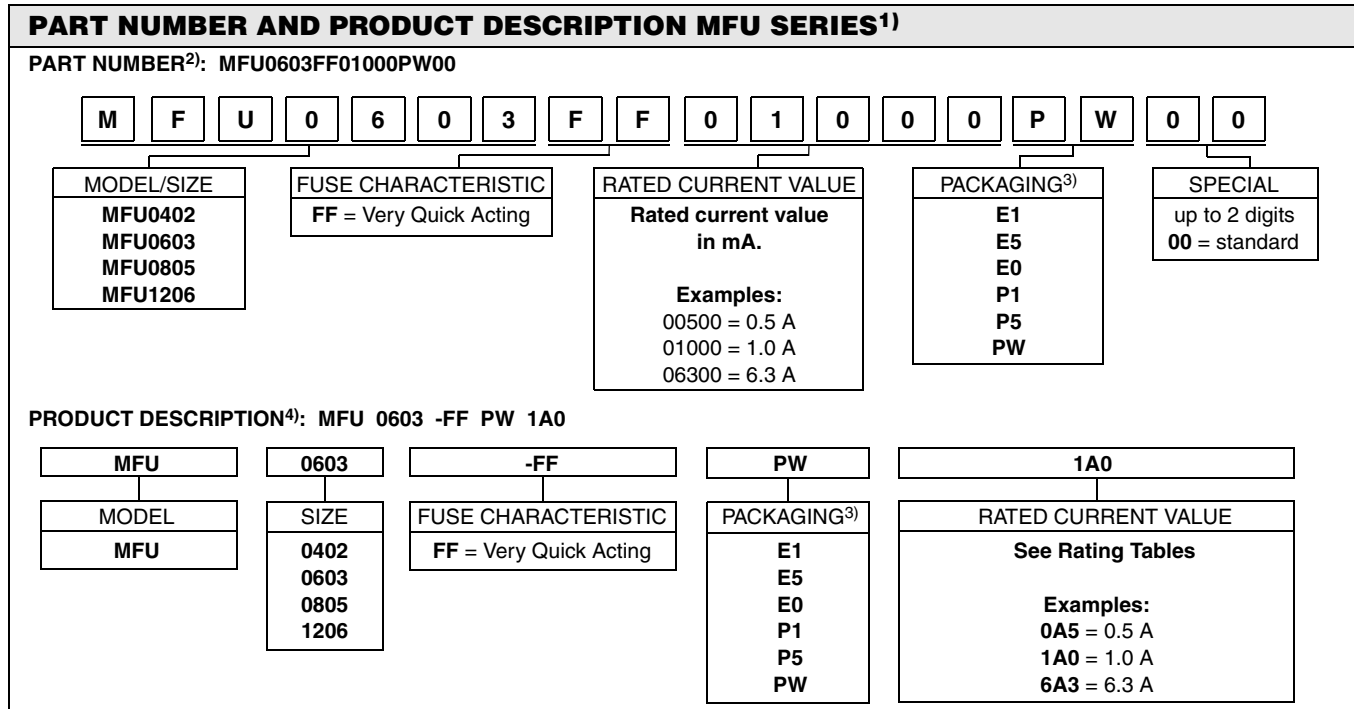 PART NUMBER AND PRODUCT DESCRIPTION MFU SERIES1)
PART NUMBER2): MFU0603FF01000PW00
M F U 0 6 0 3 F F 0 1 0 0 0 P W 0 0
MODEL/SIZE
MFU0402
MFU0603
MFU0805
MFU1206
FUSE CHARACTERISTIC
FF = Very Quick Acting
RATED CURRENT VALUE
Rated current value
in mA.
Examples:
00500 = 0.5 A
01000 = 1.0 A
06300 = 6.3 A
PACKAGING3)
E1
E5
E0
P1
P5
PW
SPECIAL
up to 2 digits
00 = standard
PRODUCT DESCRIPTION4): MFU 0603 -FF PW 1A0
MFU 0603 -FF PW 1A0
MODEL
MFU
SIZE
0402
0603
0805
1206
FUSE CHARACTERISTIC
FF = Very Quick Acting
PACKAGING3)
E1
E5
E0
P1
P5
PW
RATED CURRENT VALUE
See Rating Tables
Examples:
0A5 = 0.5 A
1A0 = 1.0 A
6A3 = 6.3 A